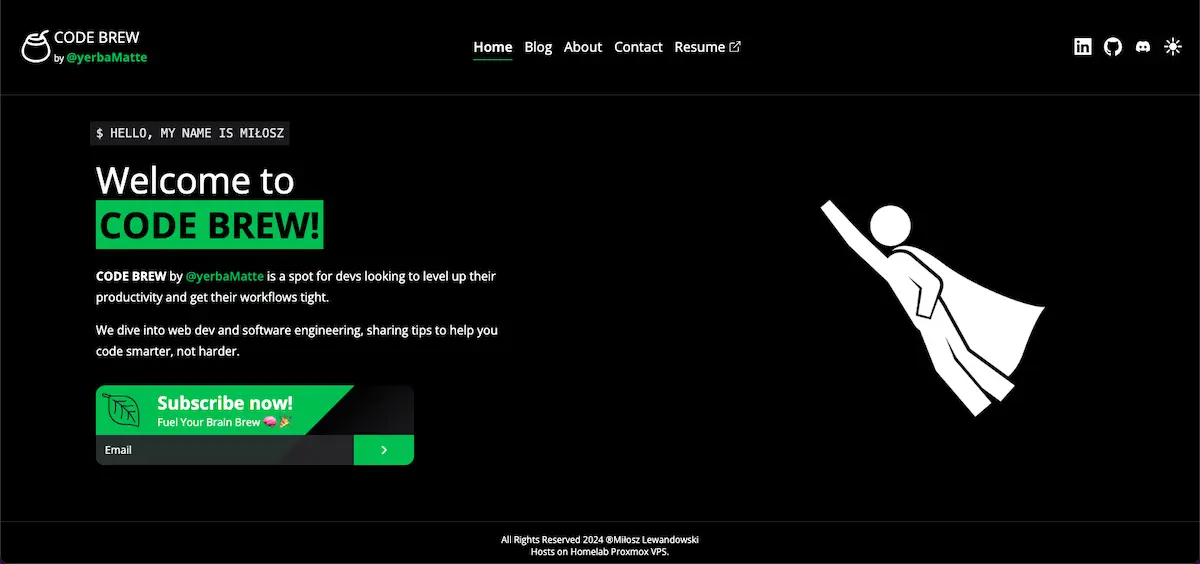 CODE BREW
by @yerbaMatte
Home Blog About Contact Resume
$ HELLO, MY NAME IS MIŁOSZ
Welcome to
CODE BREW!
CODE BREW by @yerbaMatte is a spot for devs looking to level up their
productivity and get their workflows tight.
We dive into web dev and software engineering, sharing tips to help you
code smarter, not harder.
Subscribe now!
Fuel Your Brain Brew 🧠🎉
Email
All Rights Reserved 2024 ®Miłosz Lewandowski
Hosts on Homelab Proxmox VPS.